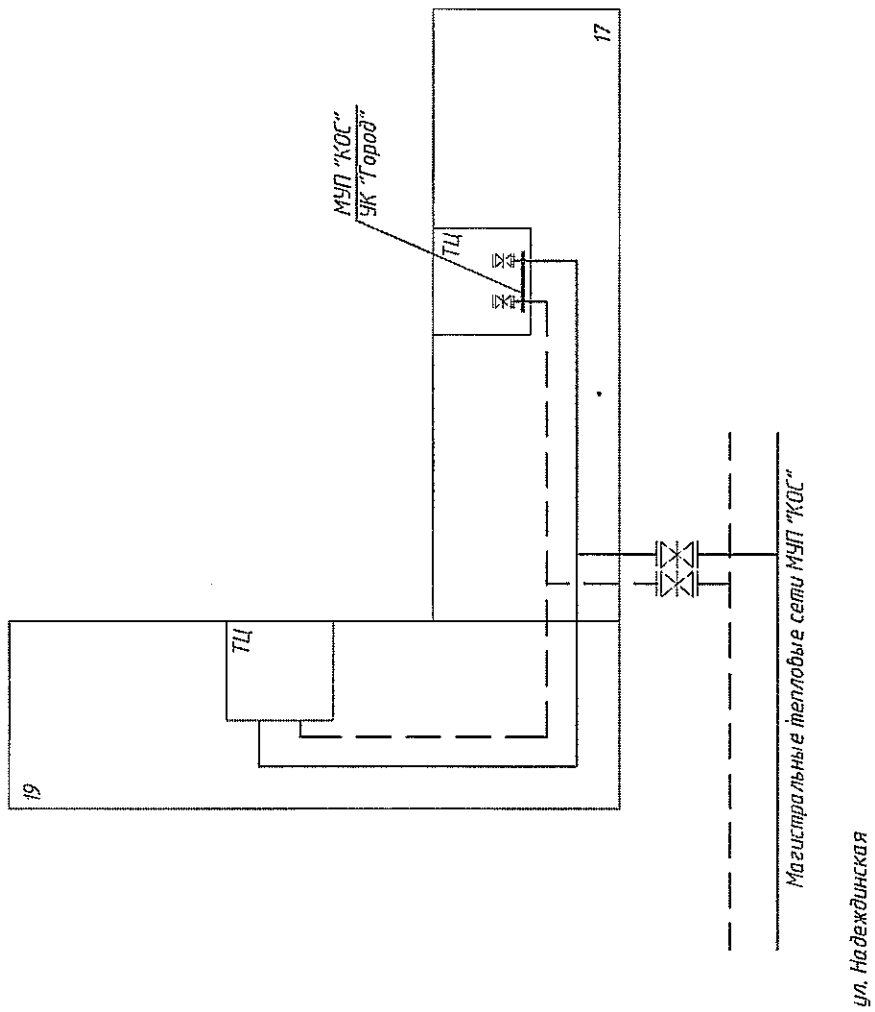 17
МУП "КОС"
УК "Город"
ТЦ
ТЦ
19
Магистральные тепловые сети МУП "КОС"
ул. Надеждинская